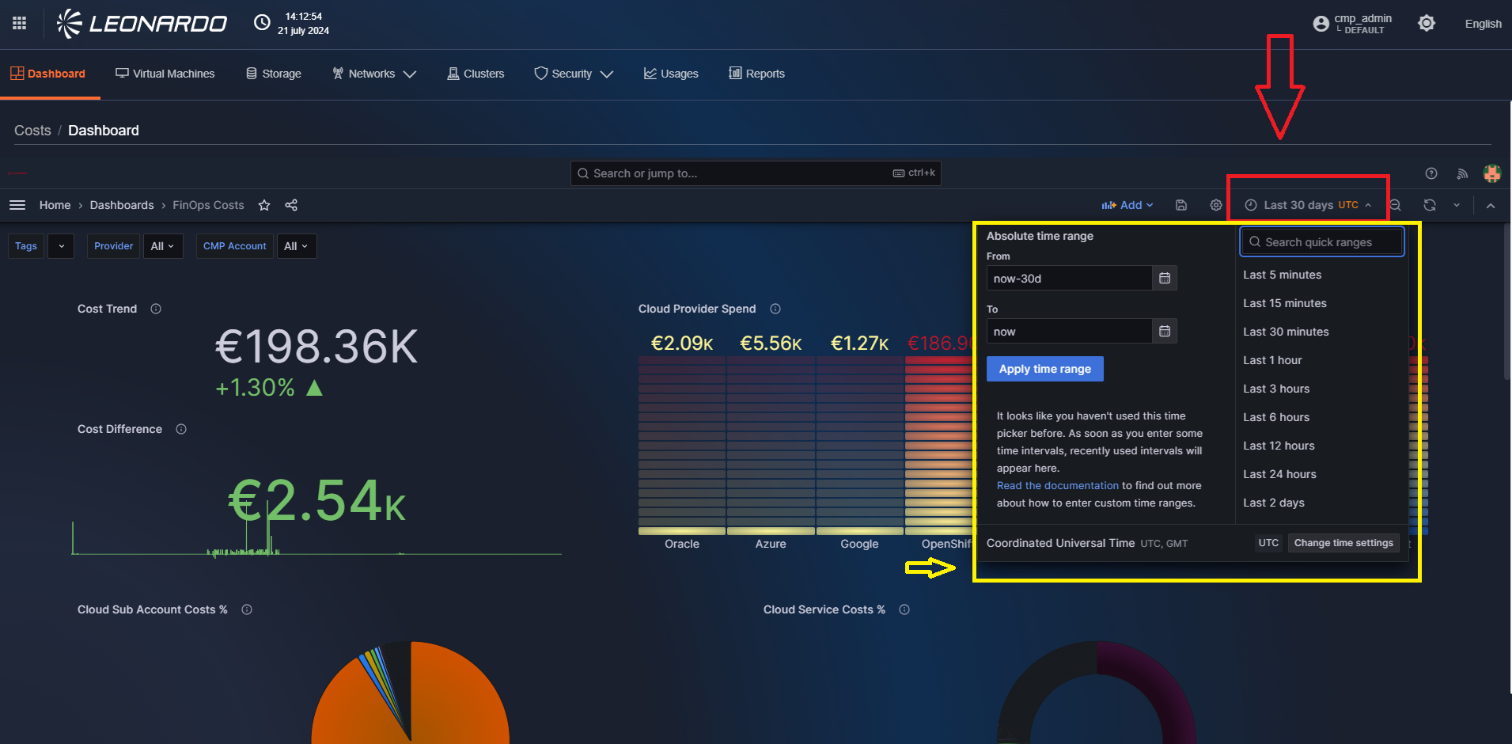 LEONARDO
14:12:54
21 july 2024
cmp_admin
DEFAULT
English
Dashboard
Virtual Machines
Storage
Networks
Clusters
Security
Usages
Reports
Costs / Dashboard
Search or jump to...
ctrl+k
Home › Dashboards › FinOps Costs
Add
Last 30 days UTC
Tags
Provider
All
CMP Account
All
Absolute time range
From
now-30d
To
now
Apply time range
It looks like you haven't used this time
picker before. As soon as you enter some
time intervals, recently used intervals will
appear here.
Read the documentation to find out more
about how to enter custom time ranges.
Search quick ranges
Last 5 minutes
Last 15 minutes
Last 30 minutes
Last 1 hour
Last 3 hours
Last 6 hours
Last 12 hours
Last 24 hours
Last 2 days
Coordinated Universal Time UTC, GMT
UTC
Change time settings
Cost Trend
€198.36K
+1.30%
Cost Difference
€2.54K
Cloud Provider Spend
€2.09K
€5.56K
€1.27K
Oracle
Azure
Google
Cloud Sub Account Costs %
Cloud Service Costs %